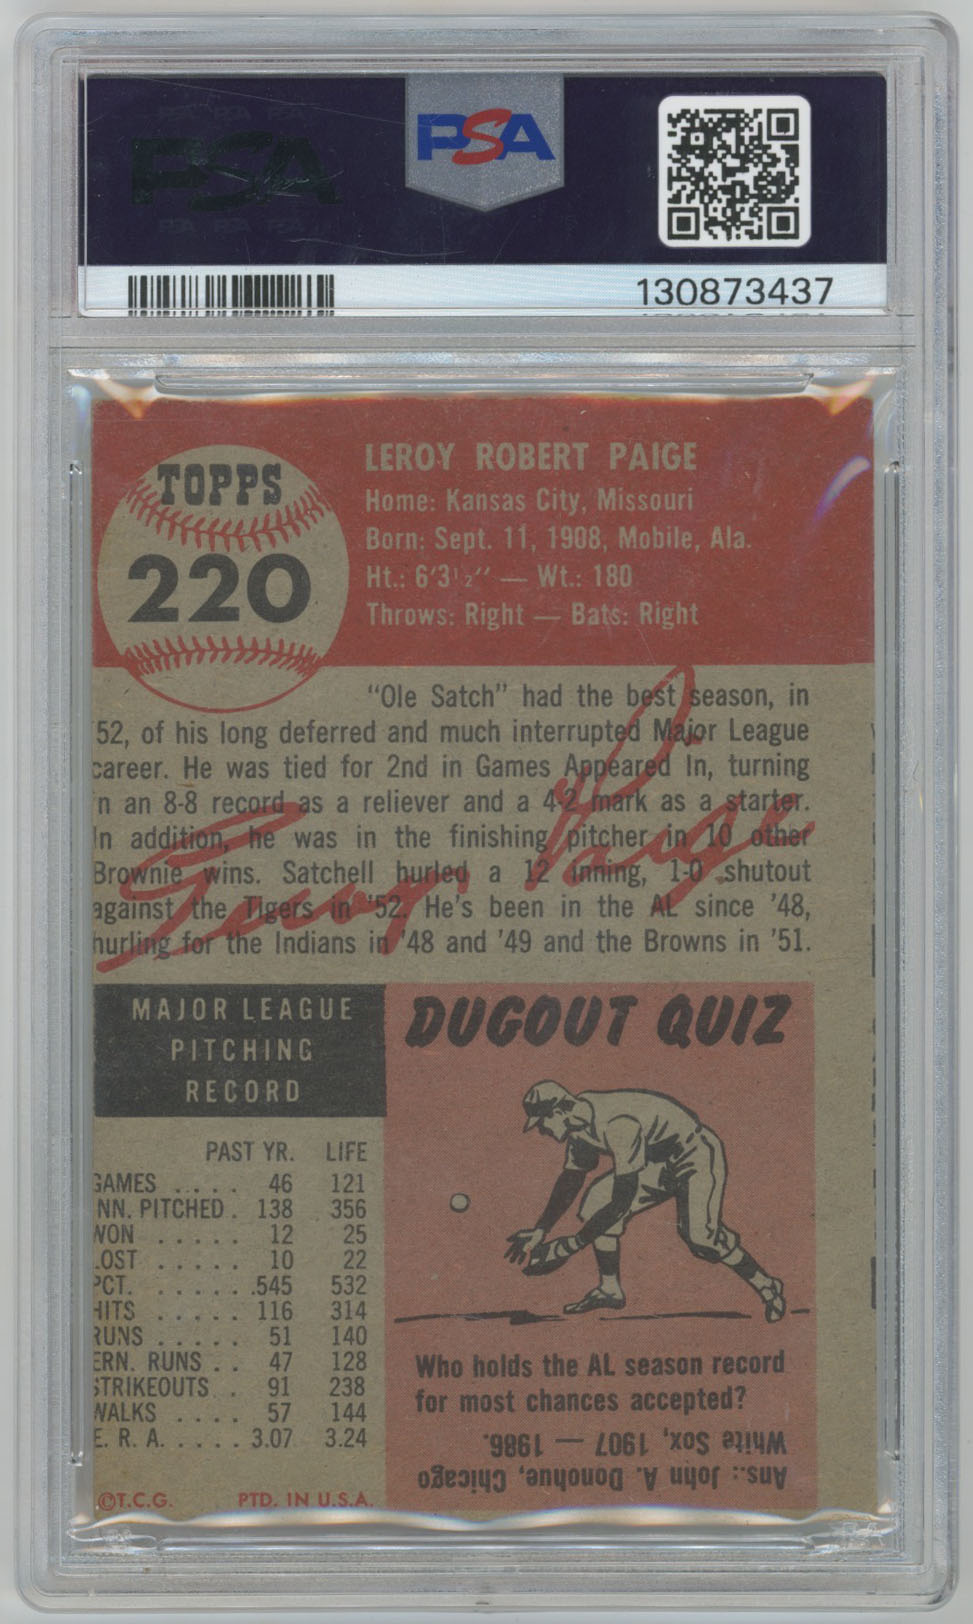 PSA
PSA
130873437
TOPPS
220
LEROY ROBERT PAIGE
Home: Kansas City, Missouri
Born: Sept. 11, 1908, Mobile, Ala.
Ht.: 6'3½" — Wt.: 180
Throws: Right — Bats: Right
"Ole Satch" had the best season, in
'52, of his long deferred and much interrupted Major League
career. He was tied for 2nd in Games Appeared In, turning
in an 8-8 record as a reliever and a 4-2 mark as a starter.
In addition, he was in the finishing pitcher in 10 other
Brownie wins. Satchell hurled a 12 inning, 1-0 shutout
against the Tigers in '52. He's been in the AL since '48,
hurling for the Indians in '48 and '49 and the Browns in '51.
Leroy Paige
MAJOR LEAGUE
PITCHING
RECORD
PAST YR. LIFE
GAMES .... 46 121
INN. PITCHED . 138 356
WON ..... 12 25
LOST ..... 10 22
PCT. ..... .545 532
HITS ..... 116 314
RUNS ..... 51 140
ERN. RUNS .. 47 128
STRIKEOUTS .. 91 238
WALKS .... 57 144
E. R. A. ..... 3.07 3.24
©T.C.G. PTD. IN U.S.A.
DUGOUT QUIZ
Who holds the AL season record
for most chances accepted?
Ans.: John A. Donohue, Chicago
White Sox, 1907 — 1986.